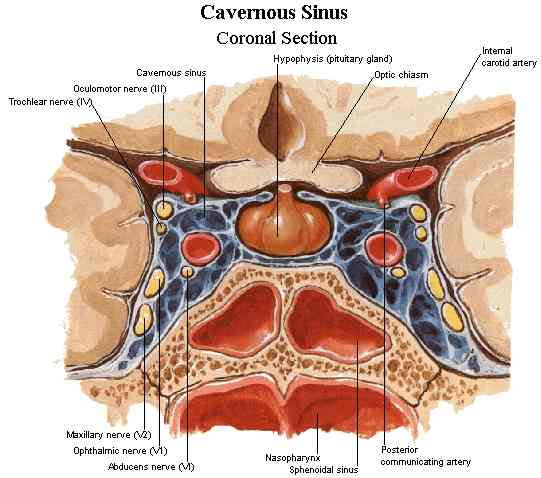 Cavernous Sinus
Coronal Section
Internal
carotid artery
Hypophysis (pituitary gland)
Optic chiasm
Cavernous sinus
Oculomotor nerve (III)
Trochlear nerve (IV)
Maxillary nerve (V2)
Ophthalmic nerve (V1)
Abducens nerve (VI)
Nasopharynx
Sphenoidal sinus
Posterior
communicating artery